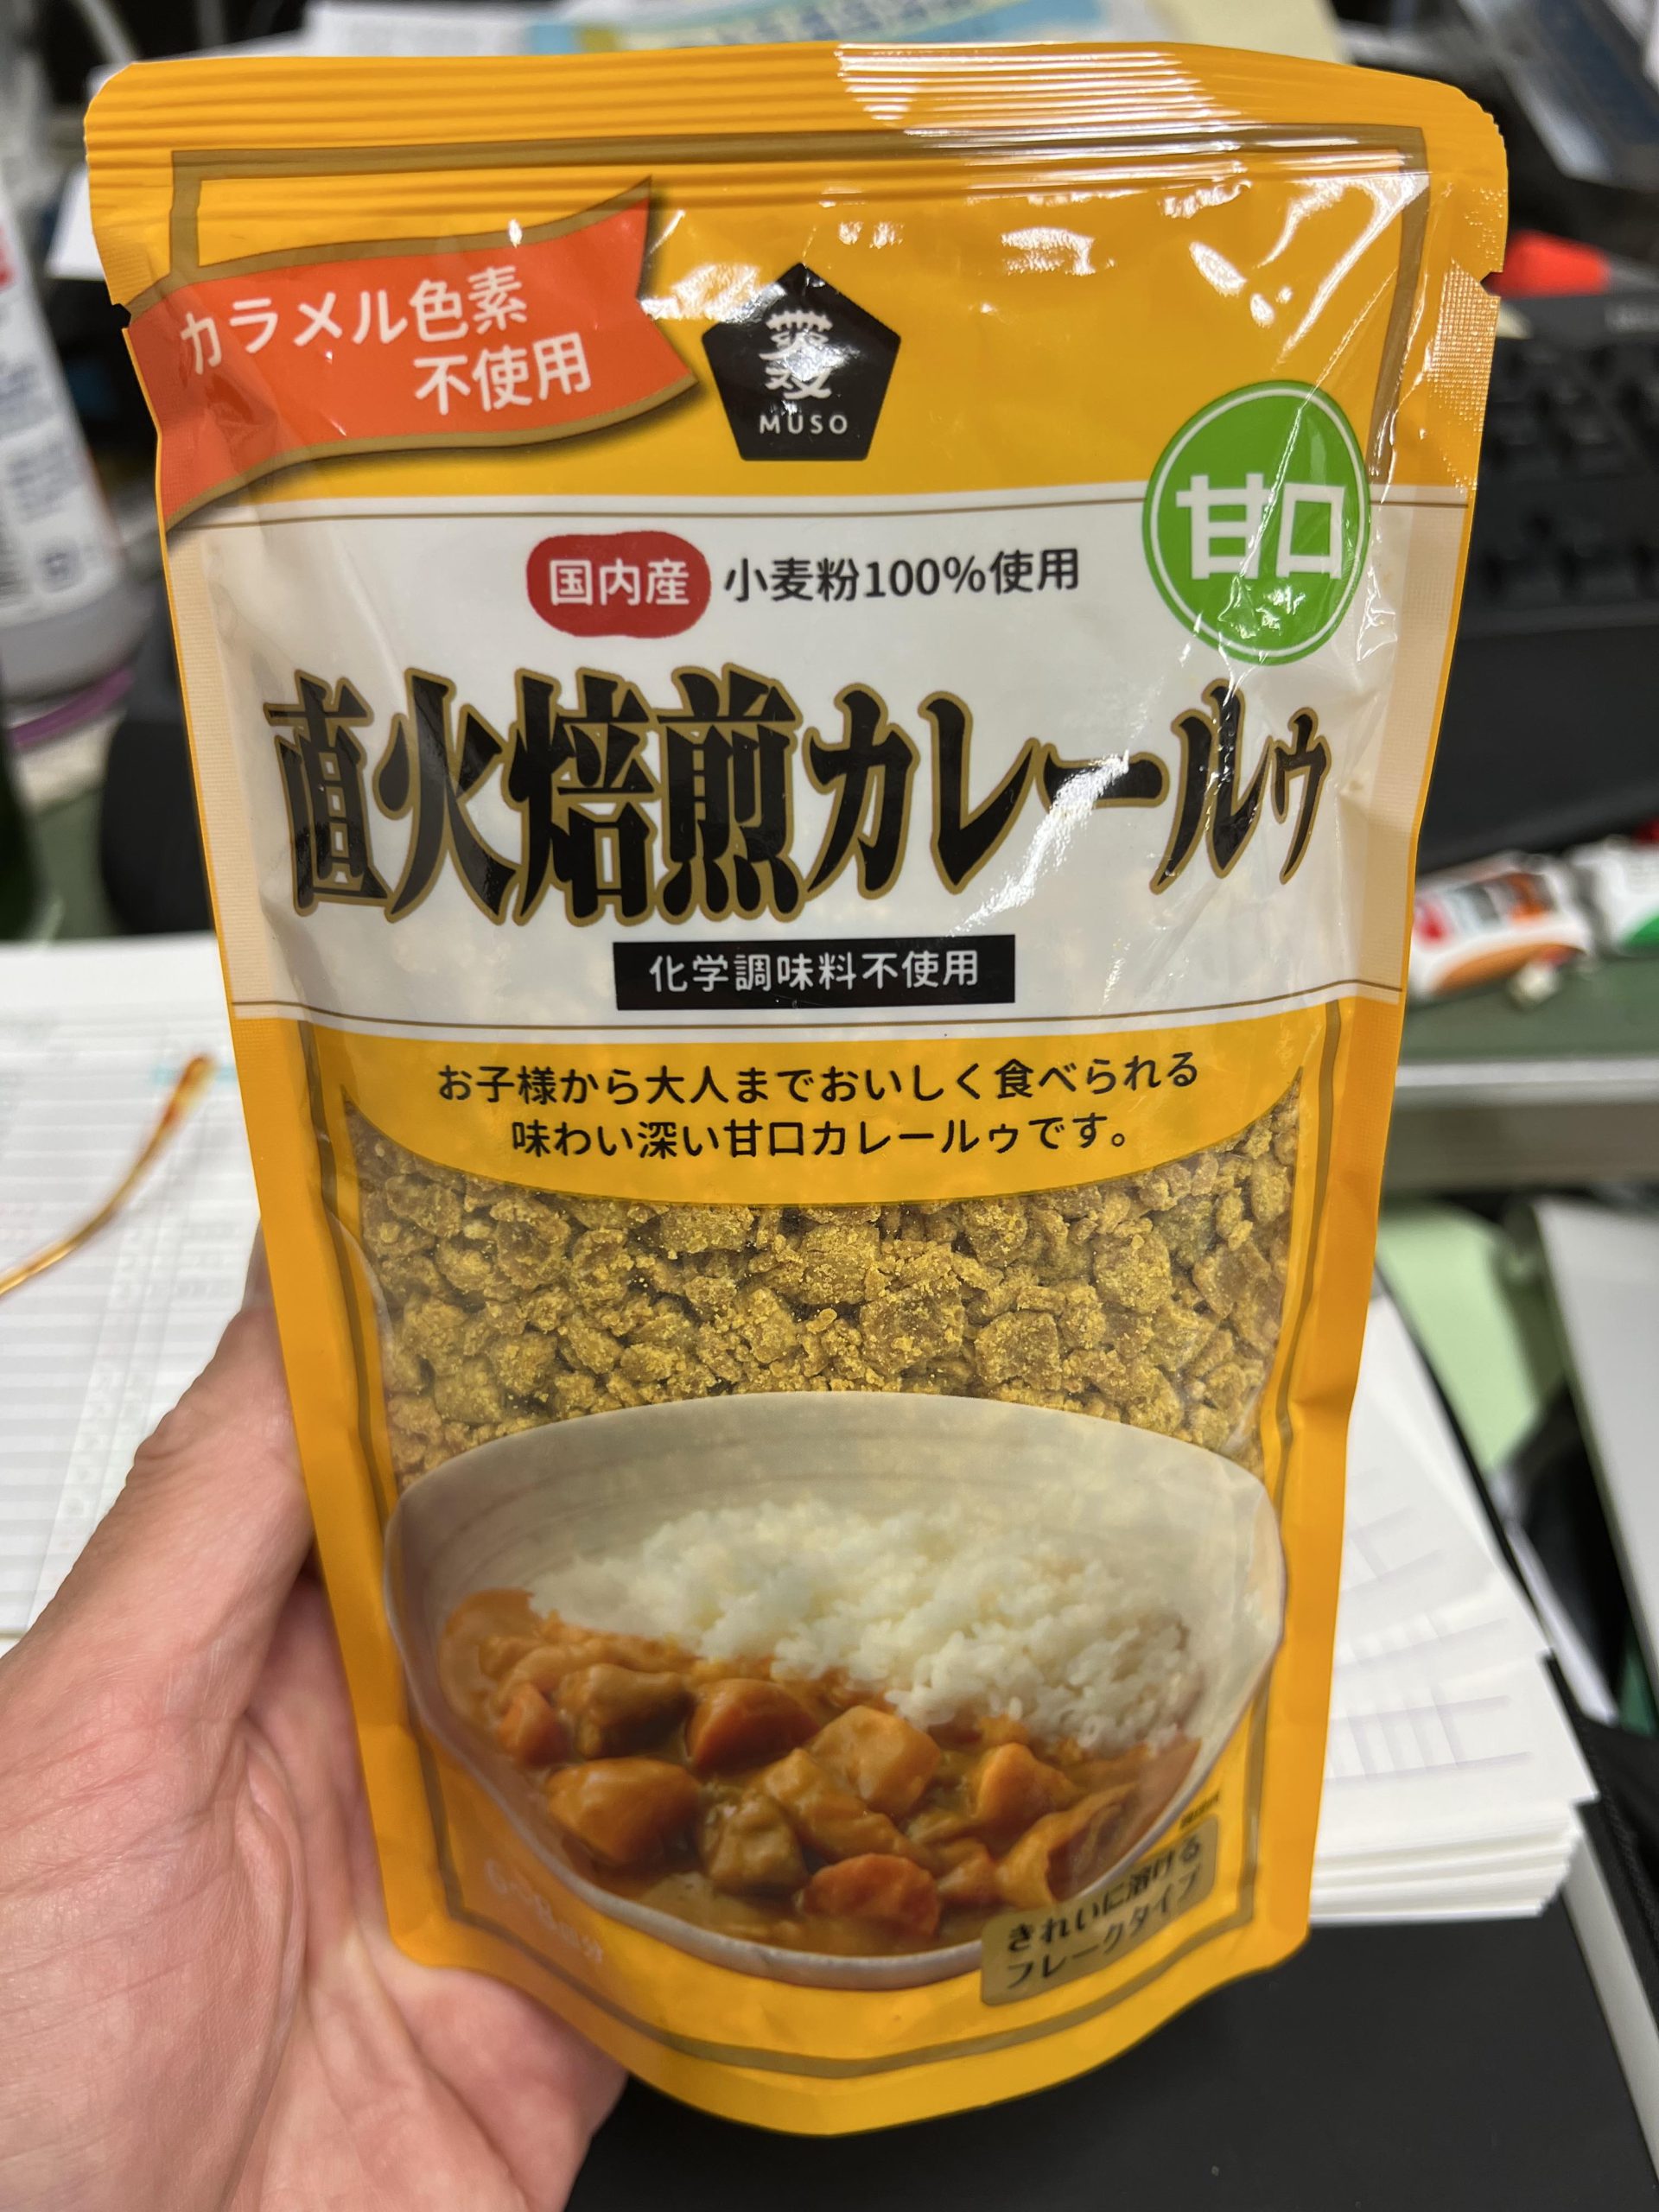 カラメル色素
不使用
MUSO
甘口
国内産 小麦粉100%使用
直火焙煎カレールゥ
化学調味料不使用
お子様から大人までおいしく食べられる
味わい深い甘口カレールゥです。
きれいに溶ける
フレークタイプ